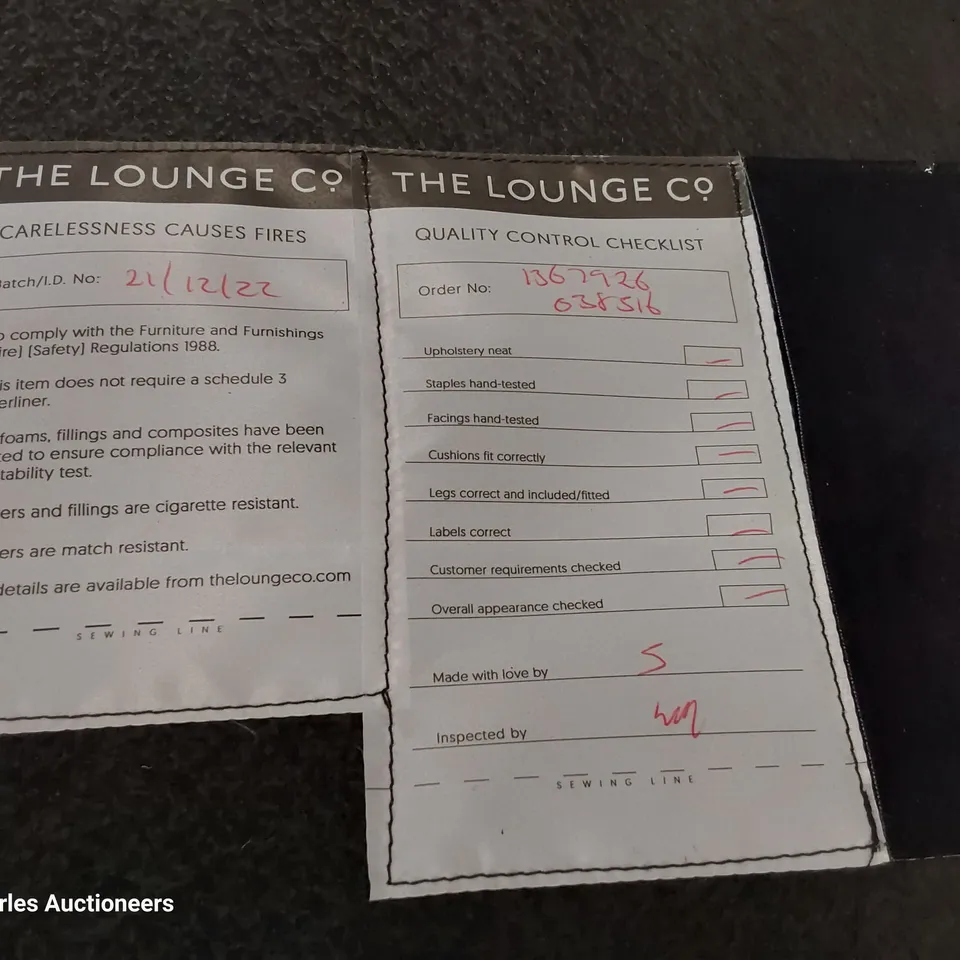 THE LOUNGE Co
CARELESSNESS CAUSES FIRES
Batch/I.D. No: 21/12/22
o comply with the Furniture and Furnishings
ire] [Safety] Regulations 1988.
is item does not require a schedule 3
erliner.
foams, fillings and composites have been
ted to ensure compliance with the relevant
tability test.
ers and fillings are cigarette resistant.
ers are match resistant.
details are available from theloungeco.com
SEWING LINE
THE LOUNGE Co
QUALITY CONTROL CHECKLIST
Order No: 1367926
038516
Upholstery neat
Staples hand-tested
Facings hand-tested
Cushions fit correctly
Legs correct and included/fitted
Labels correct
Customer requirements checked
Overall appearance checked
Made with love by S
Inspected by
SEWING LINE
rles Auctioneers